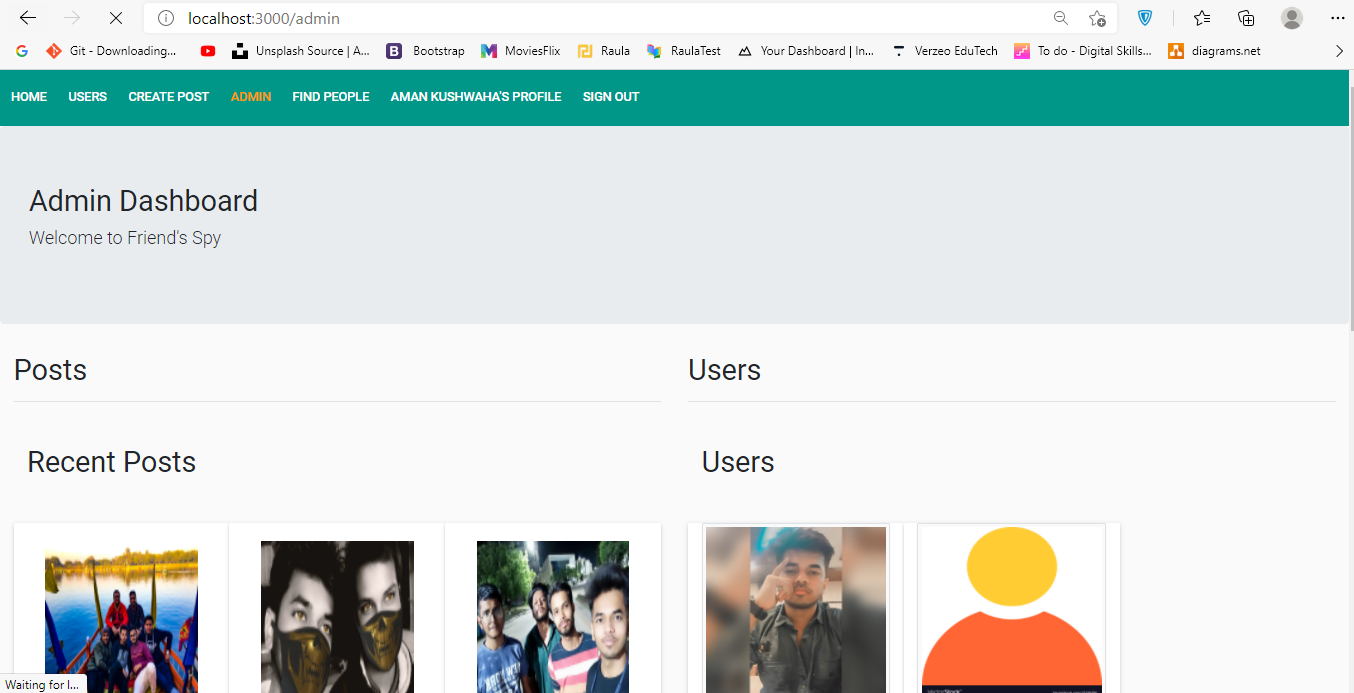 localhost:3000/admin
Git - Downloading... Unsplash Source | A... Bootstrap MoviesFlix Raula RaulaTest Your Dashboard | In... Verzeo EduTech To do - Digital Skills... diagrams.net
HOME USERS CREATE POST ADMIN FIND PEOPLE AMAN KUSHWAHA'S PROFILE SIGN OUT
Admin Dashboard
Welcome to Friend's Spy
Posts Users
Recent Posts Users
Waiting for l...